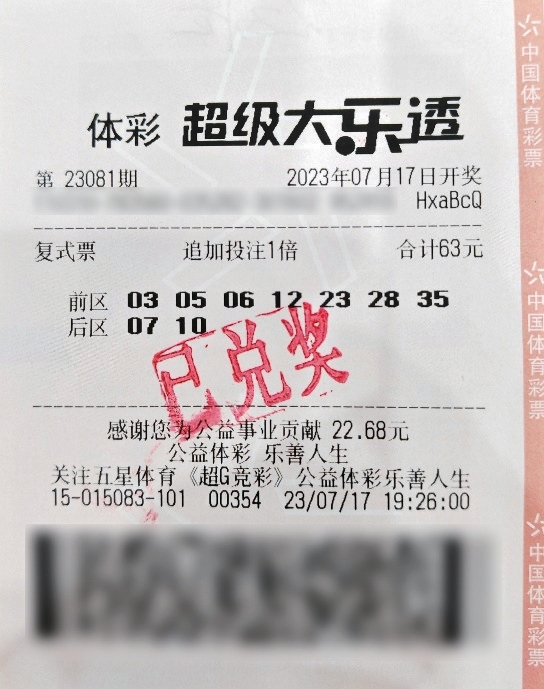 体彩 超级大乐透
第 23081期 2023年07月17日开奖
HxaBcQ
复式票 追加投注1倍 合计63元
前区 03 05 06 12 23 28 35
后区 07 10
已兑奖
感谢您为公益事业贡献 22.68元
公益体彩 乐善人生
关注五星体育《超G竞彩》公益体彩乐善人生
15-015083-101 00354 23/07/17 19:26:00
中国体育彩票
中国体育彩票
中国体育彩票